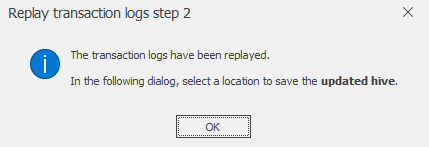 Replay transaction logs step 2
The transaction logs have been replayed.
In the following dialog, select a location to save the updated hive.
OK